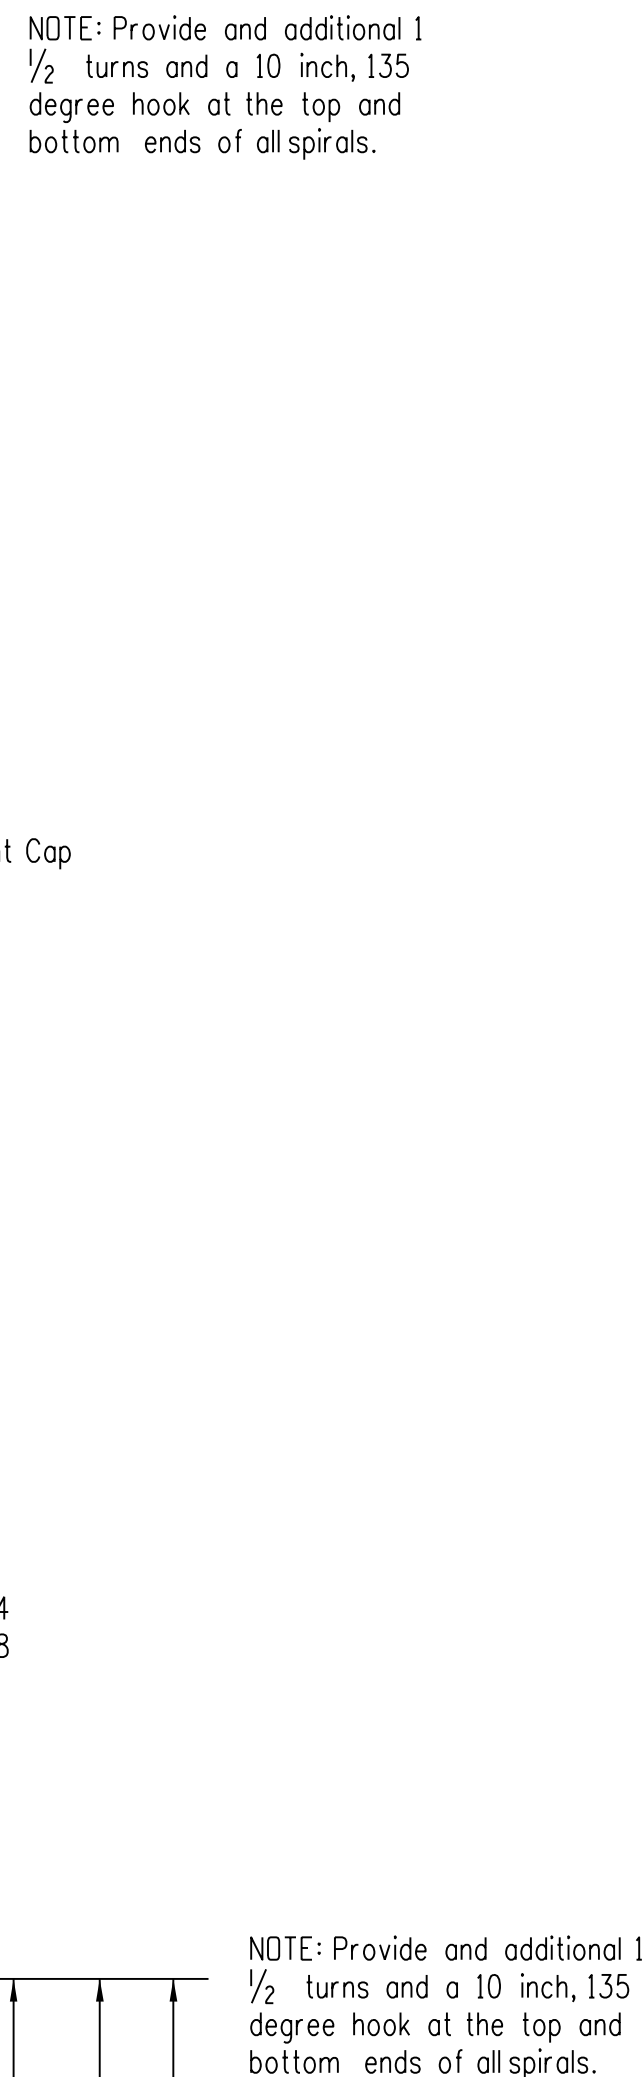 NOTE: Provide and additional 1
1/2 turns and a 10 inch, 135
degree hook at the top and
bottom ends of all spirals.
Cap
4
8
NOTE: Provide and additional 1
1/2 turns and a 10 inch, 135
degree hook at the top and
bottom ends of all spirals.